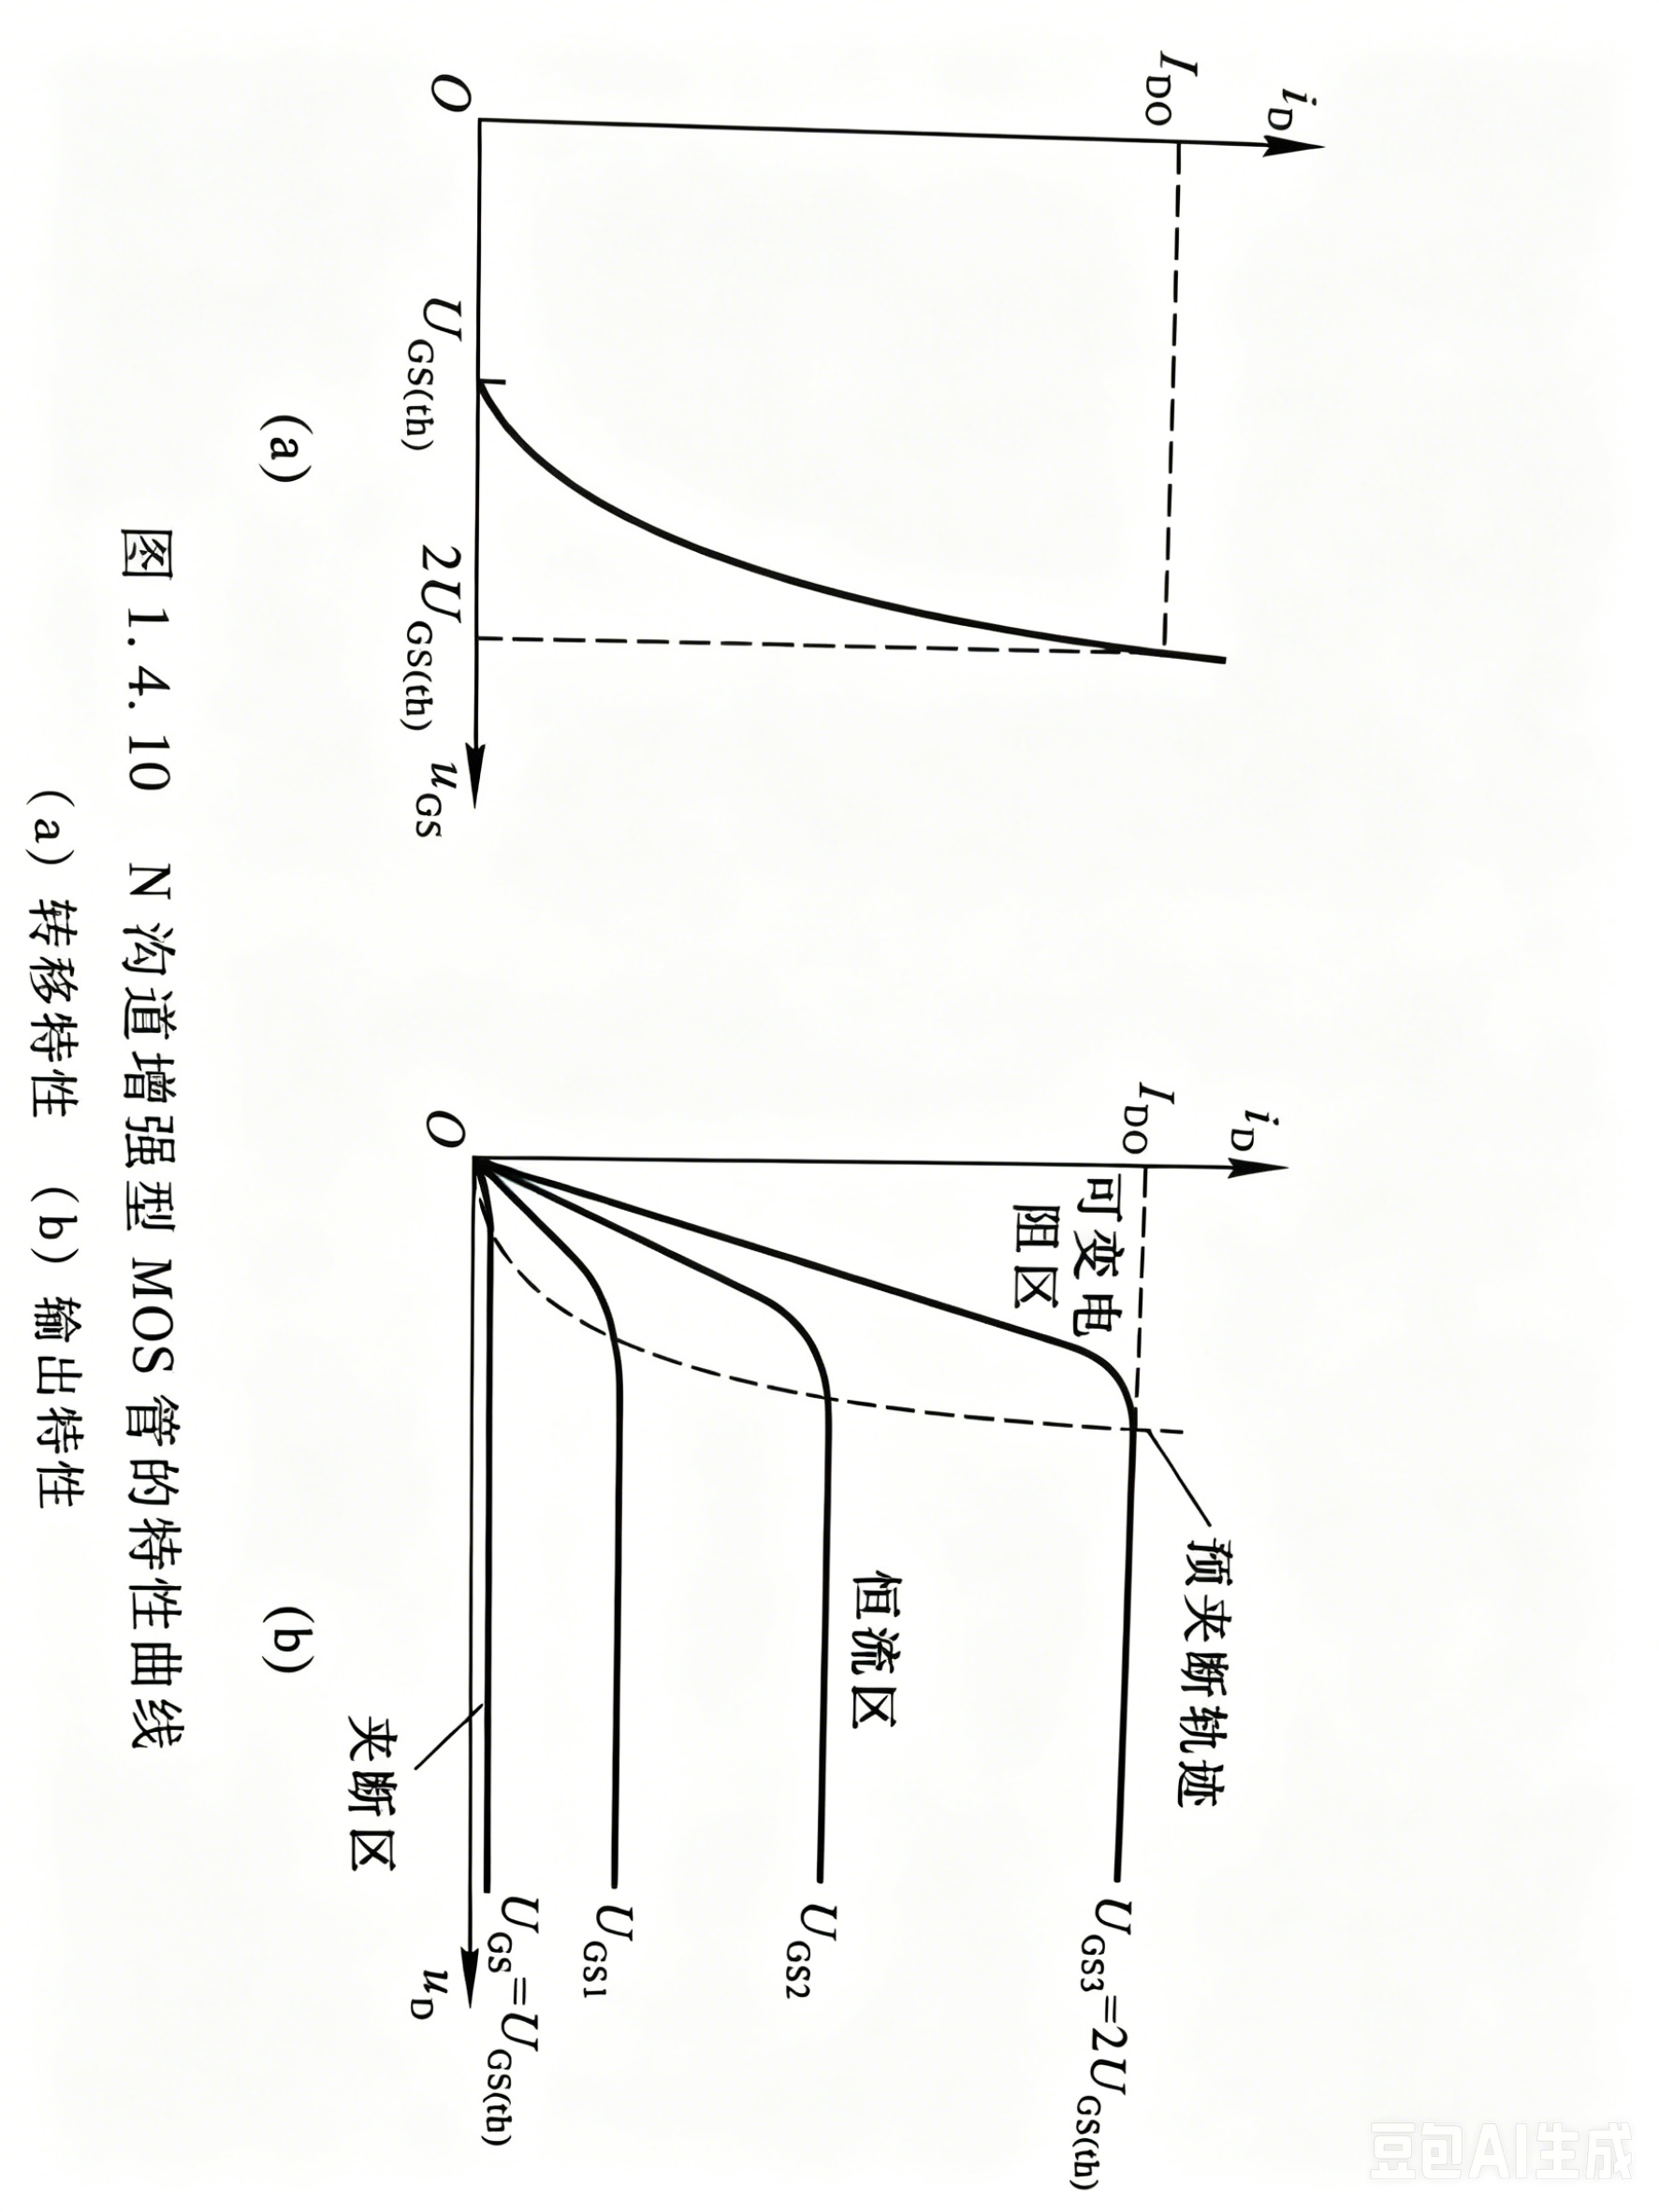 i_D
I_DO
O
U_GS(th)
2U_GS(th)
u_GS
(a)
i_D
I_DO
可变电
阻区
预夹断轨迹
恒流区
夹断区
U_GS3=2U_GS(th)
U_GS2
U_GS1
U_GS=U_GS(th)
O
u_D
(b)
图 1.4.10 N 沟道增强型 MOS 管的特性曲线
(a) 转移特性 (b) 输出特性
豆包AI生成